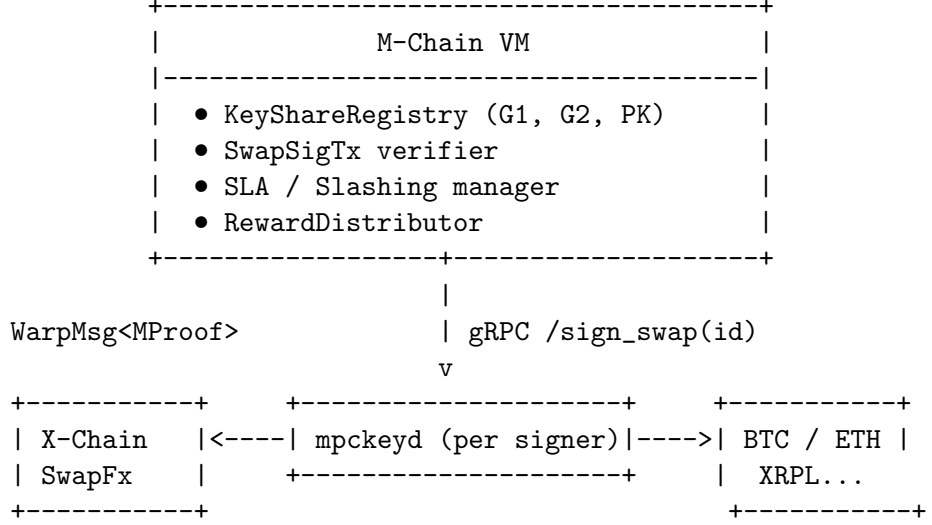 +---------------------------------------+
|              M-Chain VM               |
|---------------------------------------|
|  • KeyShareRegistry (G1, G2, PK)      |
|  • SwapSigTx verifier                 |
|  • SLA / Slashing manager             |
|  • RewardDistributor                  |
+------------------+--------------------+
|
WarpMsg<MProof>             | gRPC /sign_swap(id)
v
+-----------+     +---------------------+     +-----------+
| X-Chain   |<----| mpckeyd (per signer)|---->| BTC / ETH |
| SwapFx    |     +---------------------+     |  XRPL...
+-----------+                                  +-----------+